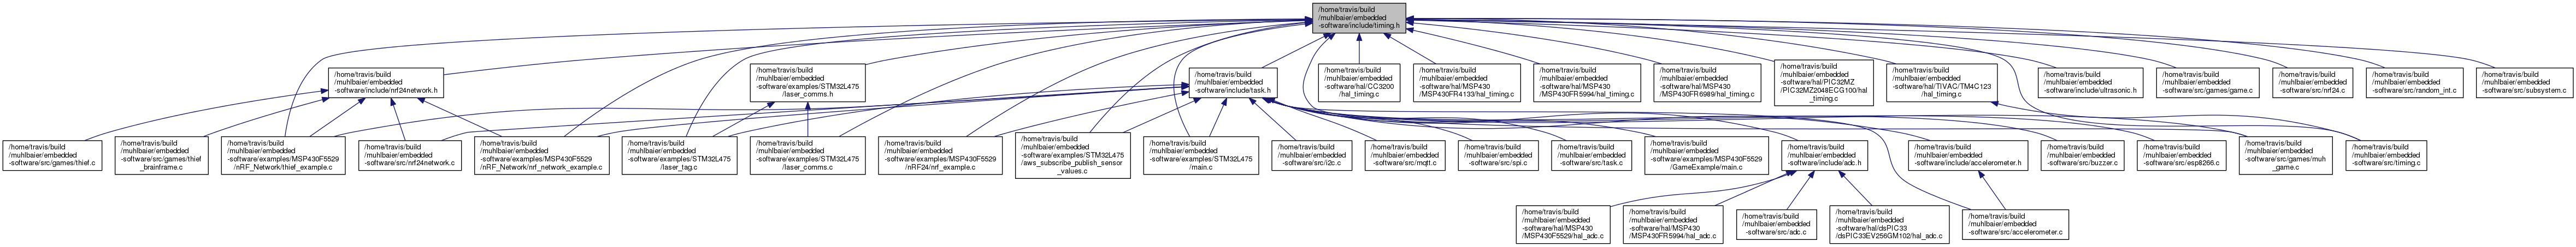 /home/travis/build
/muhlbaier/embedded
-software/include/timing.h
/home/travis/build
/muhlbaier/embedded
-software/include/nrf24network.h
/home/travis/build
/muhlbaier/embedded
-software/examples/STM32L475
/laser_comms.h
/home/travis/build
/muhlbaier/embedded
-software/include/task.h
/home/travis/build
/muhlbaier/embedded
-software/hal/CC3200
/hal_timing.c
/home/travis/build
/muhlbaier/embedded
-software/hal/MSP430
/MSP430FR4133/hal_timing.c
/home/travis/build
/muhlbaier/embedded
-software/hal/MSP430
/MSP430FR5994/hal_timing.c
/home/travis/build
/muhlbaier/embedded
-software/hal/MSP430
/MSP430FR6989/hal_timing.c
/home/travis/build
/muhlbaier/embedded
-software/hal/PIC32MZ
/PIC32MZ2048ECG100/hal
_timing.c
/home/travis/build
/muhlbaier/embedded
-software/hal/TIVAC/TM4C123
/hal_timing.c
/home/travis/build
/muhlbaier/embedded
-software/include/ultrasonic.h
/home/travis/build
/muhlbaier/embedded
-software/src/games/game.c
/home/travis/build
/muhlbaier/embedded
-software/src/nrf24.c
/home/travis/build
/muhlbaier/embedded
-software/src/random_int.c
/home/travis/build
/muhlbaier/embedded
-software/src/subsystem.c
/home/travis/build
/muhlbaier/embedded
-software/src/games/thief.c
/home/travis/build
/muhlbaier/embedded
-software/src/games/thief
_brainframe.c
/home/travis/build
/muhlbaier/embedded
-software/examples/MSP430F5529
/nRF_Network/thief_example.c
/home/travis/build
/muhlbaier/embedded
-software/src/nrf24network.c
/home/travis/build
/muhlbaier/embedded
-software/examples/MSP430F5529
/nRF_Network/nrf_network_example.c
/home/travis/build
/muhlbaier/embedded
-software/examples/STM32L475
/laser_tag.c
/home/travis/build
/muhlbaier/embedded
-software/examples/STM32L475
/laser_comms.c
/home/travis/build
/muhlbaier/embedded
-software/examples/MSP430F5529
/nRF24/nrf_example.c
/home/travis/build
/muhlbaier/embedded
-software/examples/STM32L475
/aws_subscribe_publish_sensor
_values.c
/home/travis/build
/muhlbaier/embedded
-software/examples/STM32L475
/main.c
/home/travis/build
/muhlbaier/embedded
-software/src/i2c.c
/home/travis/build
/muhlbaier/embedded
-software/src/mqtt.c
/home/travis/build
/muhlbaier/embedded
-software/src/spi.c
/home/travis/build
/muhlbaier/embedded
-software/src/task.c
/home/travis/build
/muhlbaier/embedded
-software/examples/MSP430F5529
/GameExample/main.c
/home/travis/build
/muhlbaier/embedded
-software/include/adc.h
/home/travis/build
/muhlbaier/embedded
-software/include/accelerometer.h
/home/travis/build
/muhlbaier/embedded
-software/src/buzzer.c
/home/travis/build
/muhlbaier/embedded
-software/src/esp8266.c
/home/travis/build
/muhlbaier/embedded
-software/src/games/muh
_game.c
/home/travis/build
/muhlbaier/embedded
-software/src/timing.c
/home/travis/build
/muhlbaier/embedded
-software/hal/MSP430
/MSP430F5529/hal_adc.c
/home/travis/build
/muhlbaier/embedded
-software/hal/MSP430
/MSP430FR5994/hal_adc.c
/home/travis/build
/muhlbaier/embedded
-software/src/adc.c
/home/travis/build
/muhlbaier/embedded
-software/hal/dsPIC33
/dsPIC33EV256GM102/hal_adc.c
/home/travis/build
/muhlbaier/embedded
-software/src/accelerometer.c